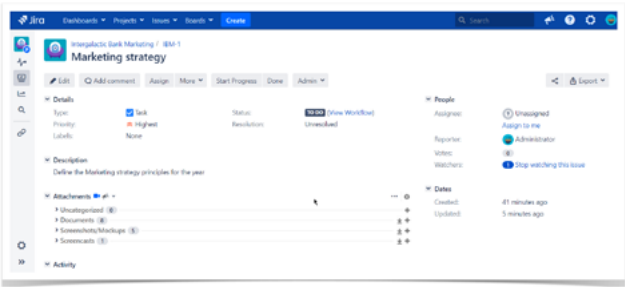 Jira Dashboards Projects Issues Boards Create Search
Intergalactic Bank Marketing / IBM-1
Marketing strategy
Edit Add comment Assign More Start Progress Done Admin Export
Details
Type: Task Status: TO DO (View Workflow)
Priority: Highest Resolution: Unresolved
Labels: None
Description
Define the Marketing strategy principles for the year
Attachments
Uncategorized
Documents
Screenshots/Mockups
Screencasts
Activity
People
Assignee: Unassigned
Assign to me
Reporter: Administrator
Votes:
Watchers: 1 Stop watching this issue
Dates
Created: 41 minutes ago
Updated: 5 minutes ago